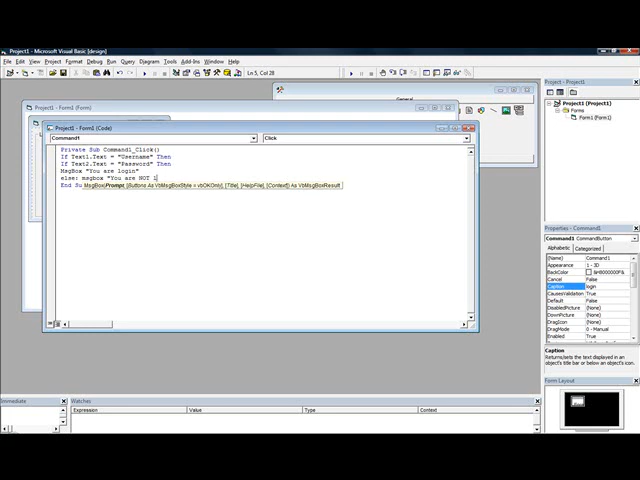 Project1 - Microsoft Visual Basic [design]
File Edit View Project Format Debug Run Query Diagram Tools Add-Ins Window Help
Ln 5, Col 28
General
Project1 - Form1 (Form)
Project1 - Form1 (Code)
Command1 Click
Private Sub Command1_Click()
If Text1.Text = "Username" Then
If Text2.Text = "Password" Then
MsgBox "You are login"
else: msgbox "You are NOT l
End Su
MsgBox(Prompt, [Buttons As VbMsgBoxStyle = vbOKOnly], [Title], [HelpFile], [Context]) As VbMsgBoxResult
Project - Project1
Project1 (Project1)
Forms
Form1 (Form1)
Properties - Command1
Command1 CommandButton
Alphabetic Categorized
(Name) Command1
Appearance 1 - 3D
BackColor &H8000000F&
Cancel False
Caption login
CausesValidation True
Default False
DisabledPicture (None)
DownPicture (None)
DragIcon (None)
DragMode 0 - Manual
Enabled True
Caption
Returns/sets the text displayed in an
object's title bar or below an object's icon.
Form Layout
Immediate
Watches
Expression Value Type Context